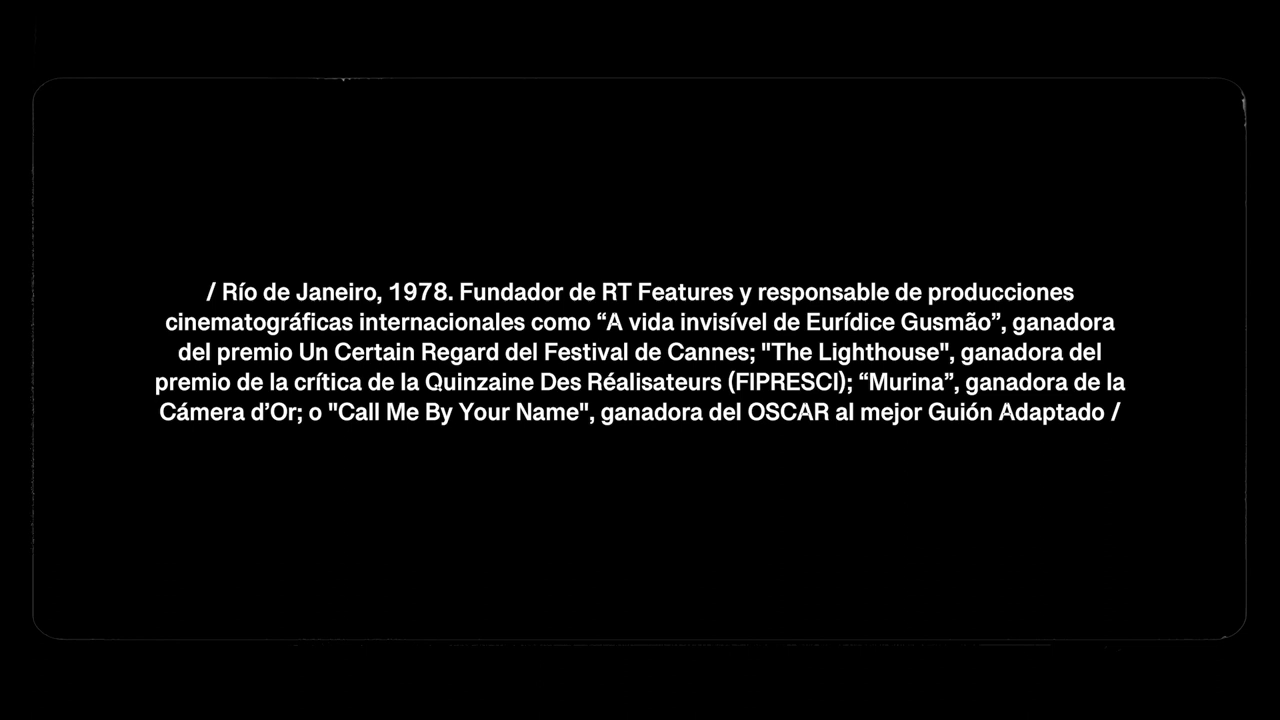 / Río de Janeiro, 1978. Fundador de RT Features y responsable de producciones
cinematográficas internacionales como “A vida invisível de Eurídice Gusmão”, ganadora
del premio Un Certain Regard del Festival de Cannes; "The Lighthouse", ganadora del
premio de la crítica de la Quinzaine Des Réalisateurs (FIPRESCI); “Murina”, ganadora de la
Cámera d’Or; o "Call Me By Your Name", ganadora del OSCAR al mejor Guión Adaptado /